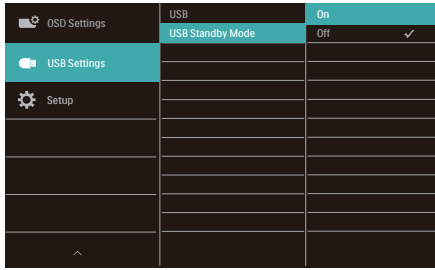 OSD Settings
USB Settings
Setup
USB
USB Standby Mode
On
Off